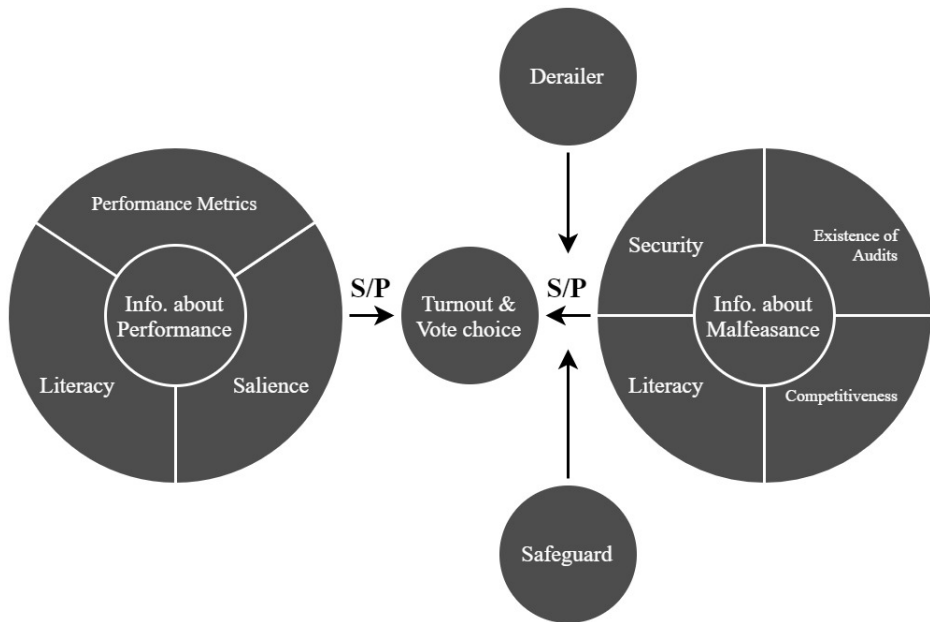 Derailer
Performance Metrics
Info. about
Performance
Literacy
Salience
S/P
Turnout &
Vote choice
S/P
Security
Existence of
Audits
Info. about
Malfeasance
Literacy
Competitiveness
Safeguard